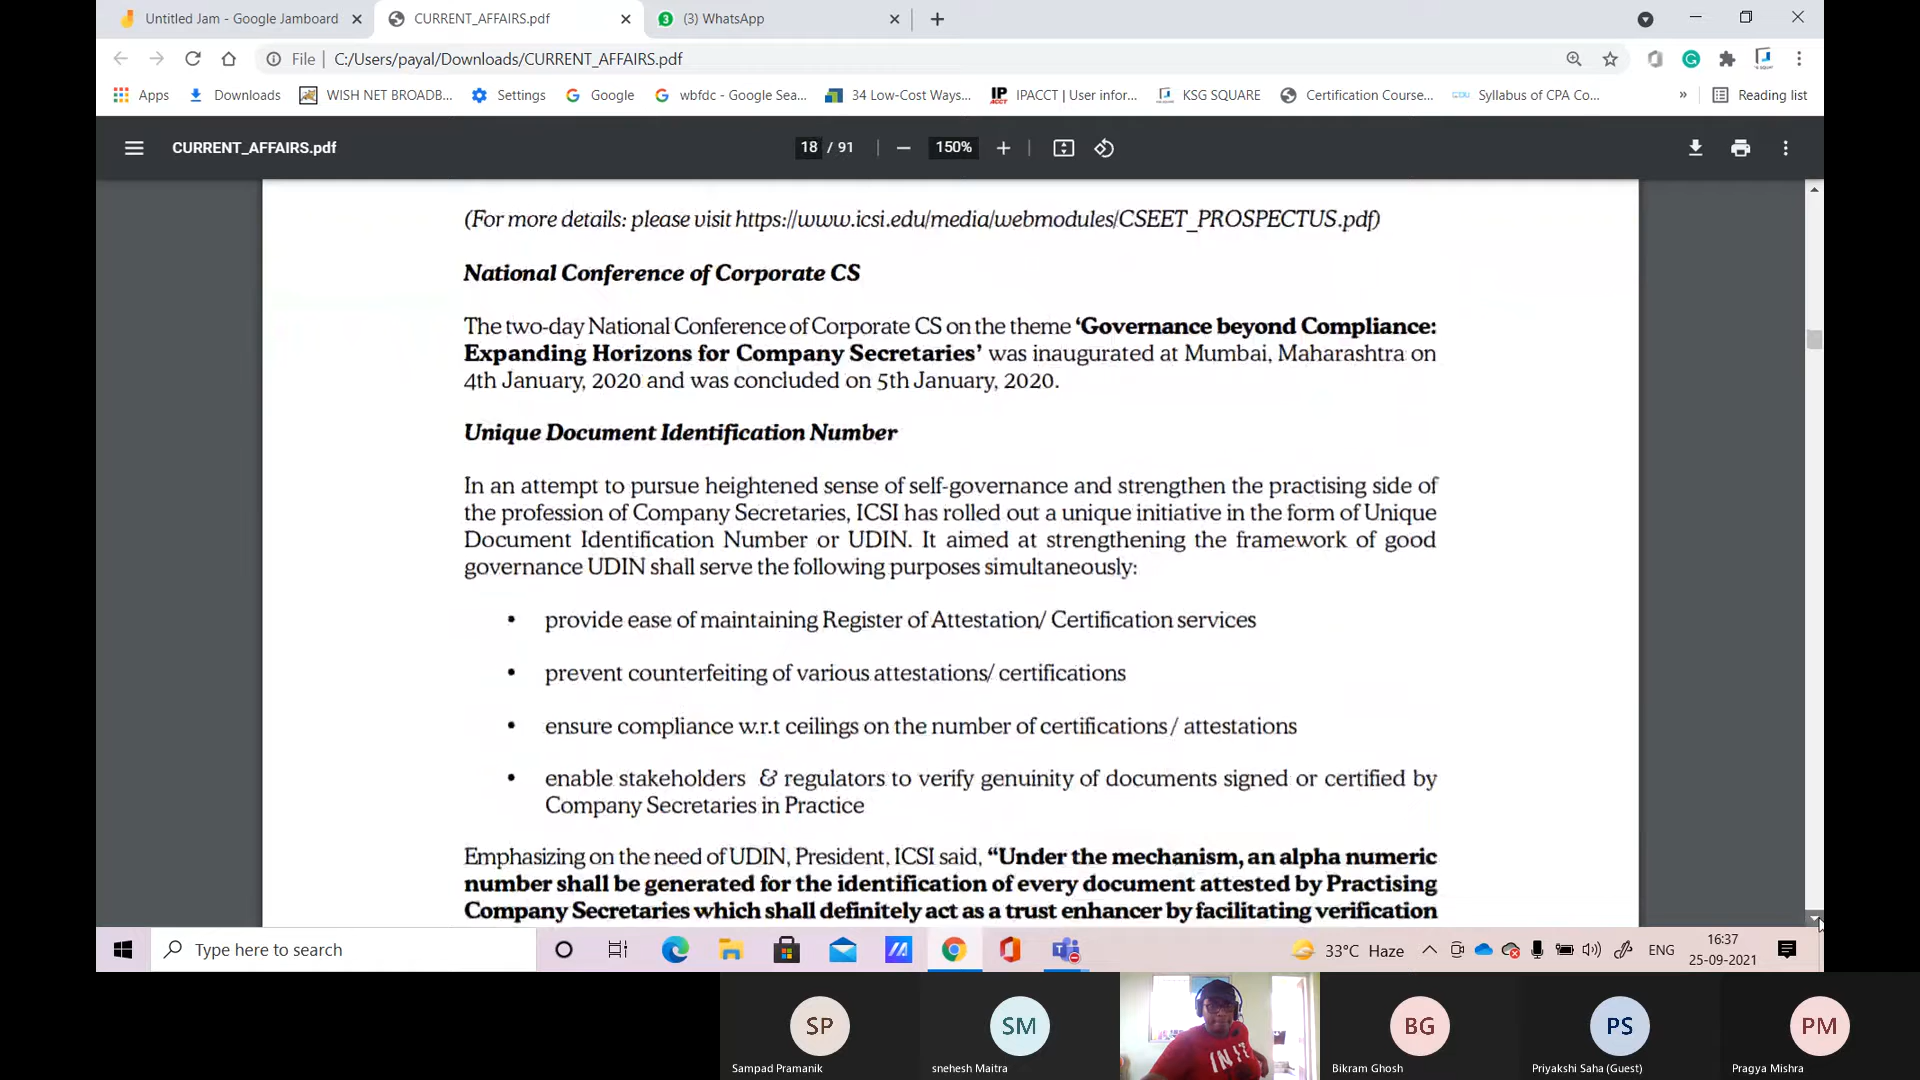 Untitled Jam - Google Jamboard
CURRENT_AFFAIRS.pdf
3
(3) WhatsApp
File
C:/Users/payal/Downloads/CURRENT_AFFAIRS.pdf
Apps
Downloads
WISH NET BROADB...
Settings
Google
wbfdc - Google Sea...
34 Low-Cost Ways...
IPACCT | User infor...
KSG SQUARE
Certification Course...
Syllabus of CPA Co...
»
Reading list
CURRENT_AFFAIRS.pdf
18 / 91
150%
(For more details: please visit https://www.icsi.edu/media/webmodules/CSEET_PROSPECTUS.pdf)
National Conference of Corporate CS
The two-day National Conference of Corporate CS on the theme ‘Governance beyond Compliance:
Expanding Horizons for Company Secretaries’ was inaugurated at Mumbai, Maharashtra on
4th January, 2020 and was concluded on 5th January, 2020.
Unique Document Identification Number
In an attempt to pursue heightened sense of self-governance and strengthen the practising side of
the profession of Company Secretaries, ICSI has rolled out a unique initiative in the form of Unique
Document Identification Number or UDIN. It aimed at strengthening the framework of good
governance UDIN shall serve the following purposes simultaneously:
• provide ease of maintaining Register of Attestation/ Certification services
• prevent counterfeiting of various attestations/ certifications
• ensure compliance w.r.t ceilings on the number of certifications / attestations
• enable stakeholders & regulators to verify genuinity of documents signed or certified by
Company Secretaries in Practice
Emphasizing on the need of UDIN, President, ICSI said, “Under the mechanism, an alpha numeric
number shall be generated for the identification of every document attested by Practising
Company Secretaries which shall definitely act as a trust enhancer by facilitating verification
Type here to search
33°C Haze
ENG
16:37
25-09-2021
SP
Sampad Pramanik
SM
snehesh Maitra
BG
Bikram Ghosh
PS
Priyakshi Saha (Guest)
PM
Pragya Mishra